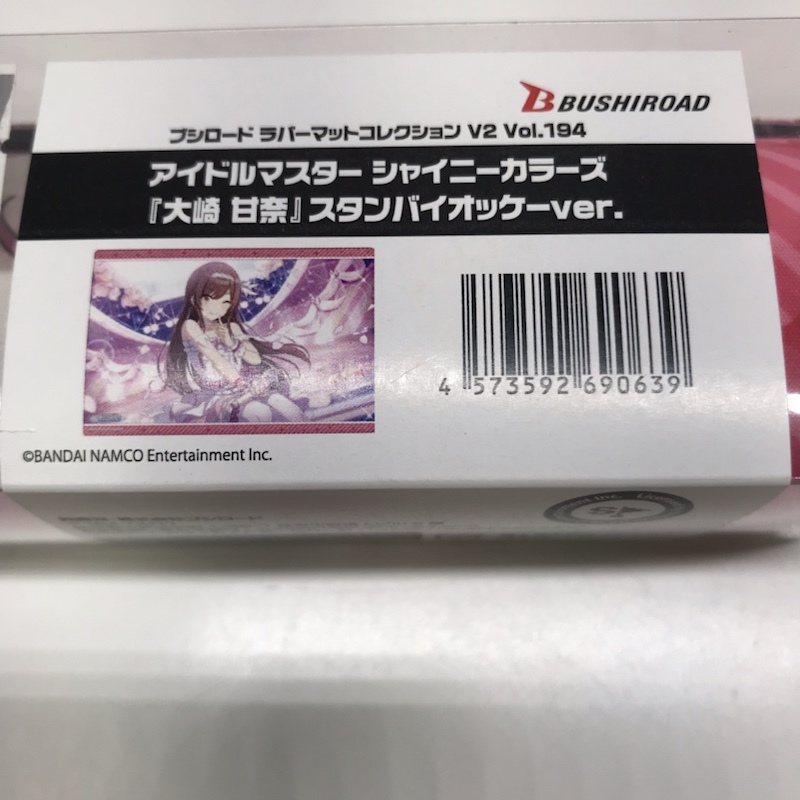 BUSHIROAD
ブシロード ラバーマットコレクション V2 Vol.194
アイドルマスター シャイニーカラーズ
『大崎 甘奈』スタンバイオッケーver.
4 573592 690639
©BANDAI NAMCO Entertainment Inc.